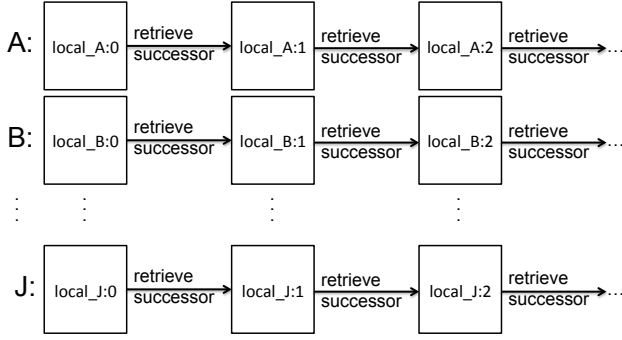 A: local_A:0 retrieve successor local_A:1 retrieve successor local_A:2 retrieve successor ...
B: local_B:0 retrieve successor local_B:1 retrieve successor local_B:2 retrieve successor ...
J: local_J:0 retrieve successor local_J:1 retrieve successor local_J:2 retrieve successor ...